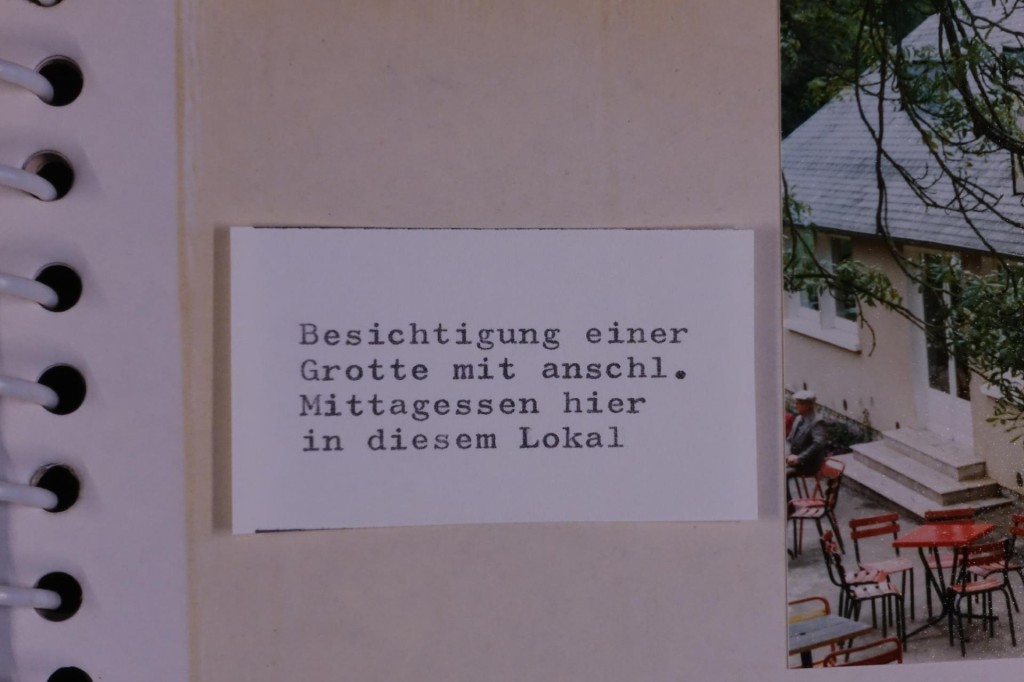 Besichtigung einer
Grotte mit anschl.
Mittagessen hier
in diesem Lokal